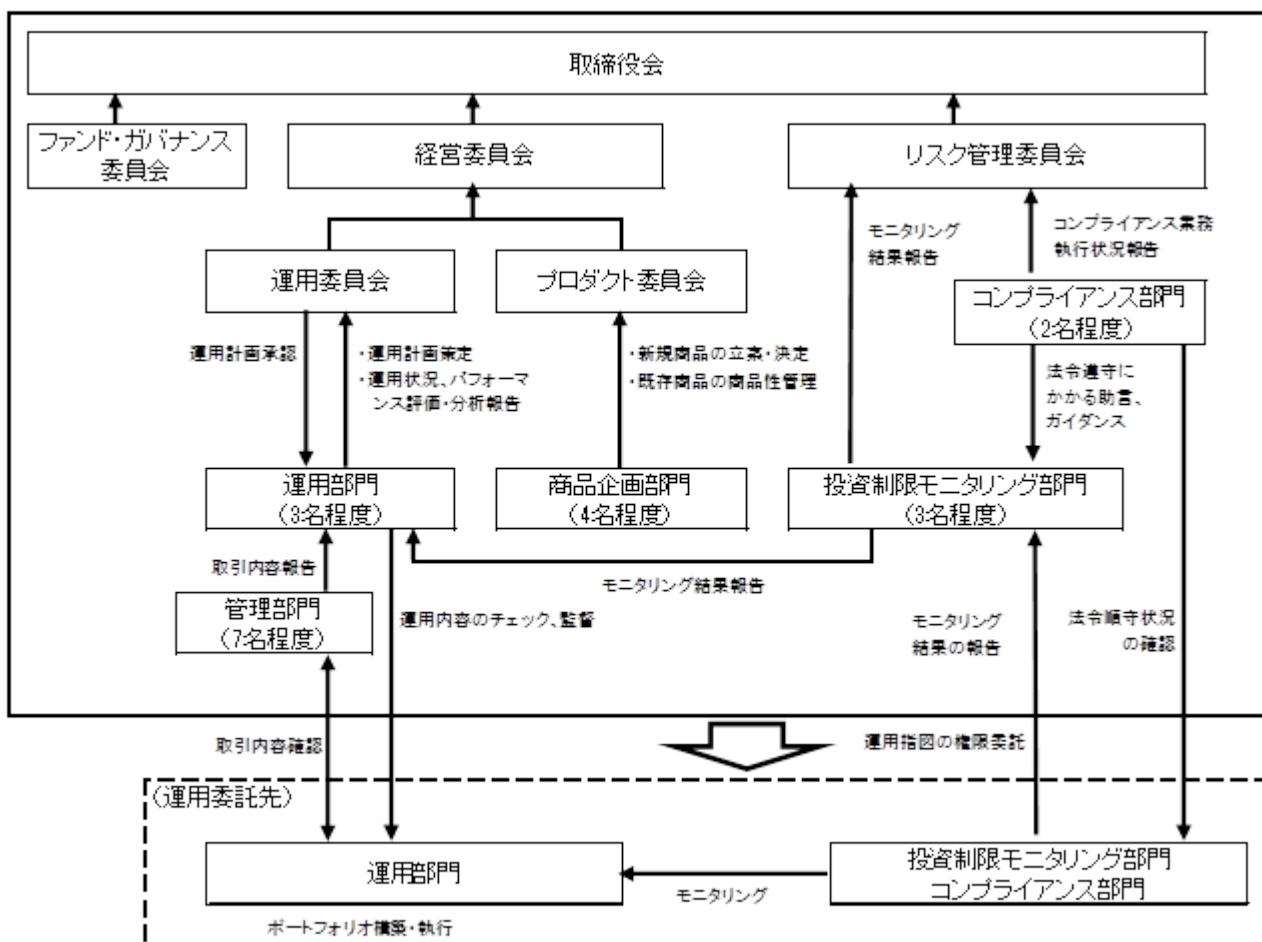 取締役会
ファンド・ガバナンス
委員会
経営委員会
リスク管理委員会
モニタリング
結果報告
コンプライアンス業務
執行状況報告
運用委員会
プロダクト委員会
コンプライアンス部門
(2名程度)
運用計画承認
・運用計画策定
・運用状況、パフォーマ
ンス評価・分析報告
・新規商品の立案・決定
・既存商品の商品性管理
法令遵守に
かかる助言、
ガイダンス
運用部門
(3名程度)
商品企画部門
(4名程度)
投資制限モニタリング部門
(3名程度)
取引内容報告
モニタリング結果報告
管理部門
(7名程度)
運用内容のチェック、監督
モニタリング
結果の報告
法令順守状況
の確認
取引内容確認
運用指図の権限委託
(運用委託先)
運用部門
投資制限モニタリング部門
コンプライアンス部門
モニタリング
ポートフォリオ構築・執行